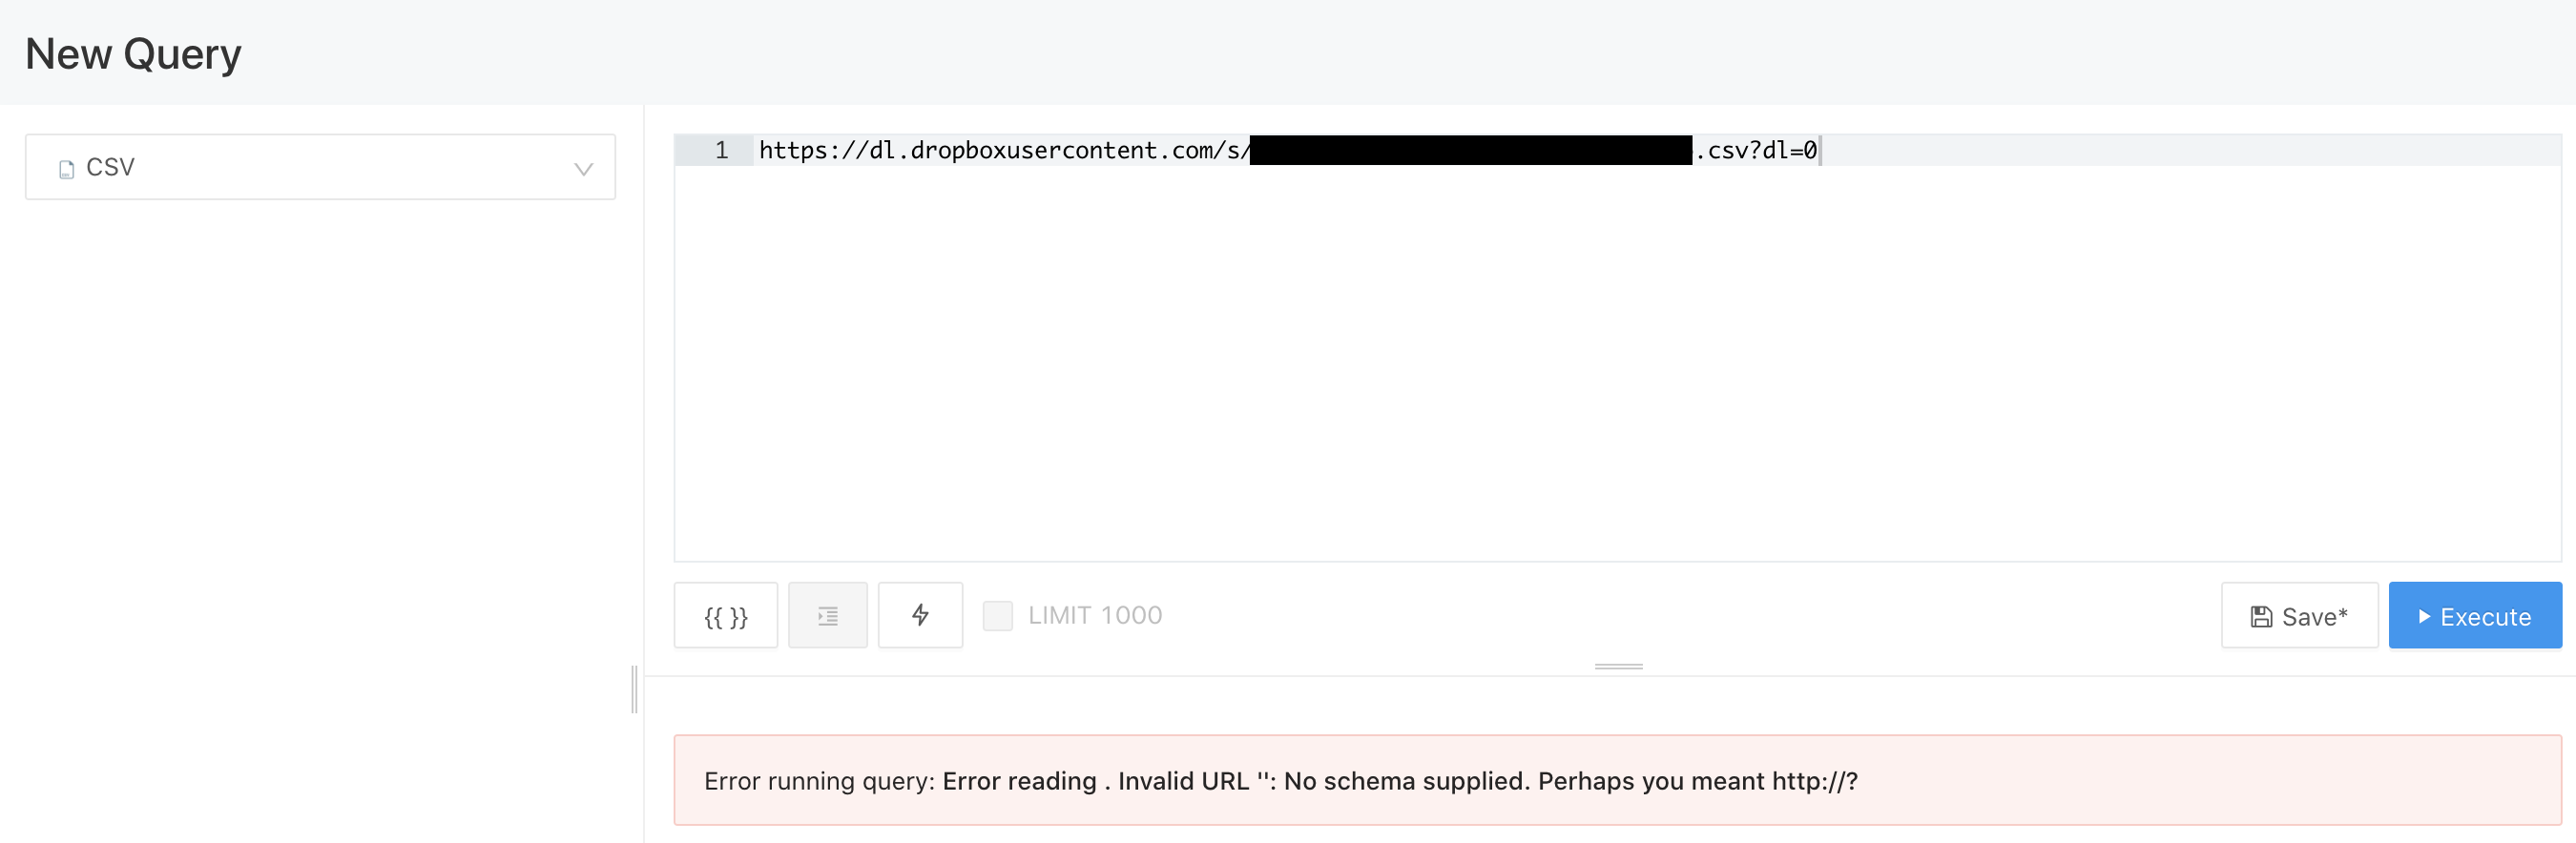 New Query
CSV
1 https://dl.dropboxusercontent.com/s/ .csv?dl=0
{{ }}
LIMIT 1000
Save*
Execute
Error running query: Error reading . Invalid URL '': No schema supplied. Perhaps you meant http://?